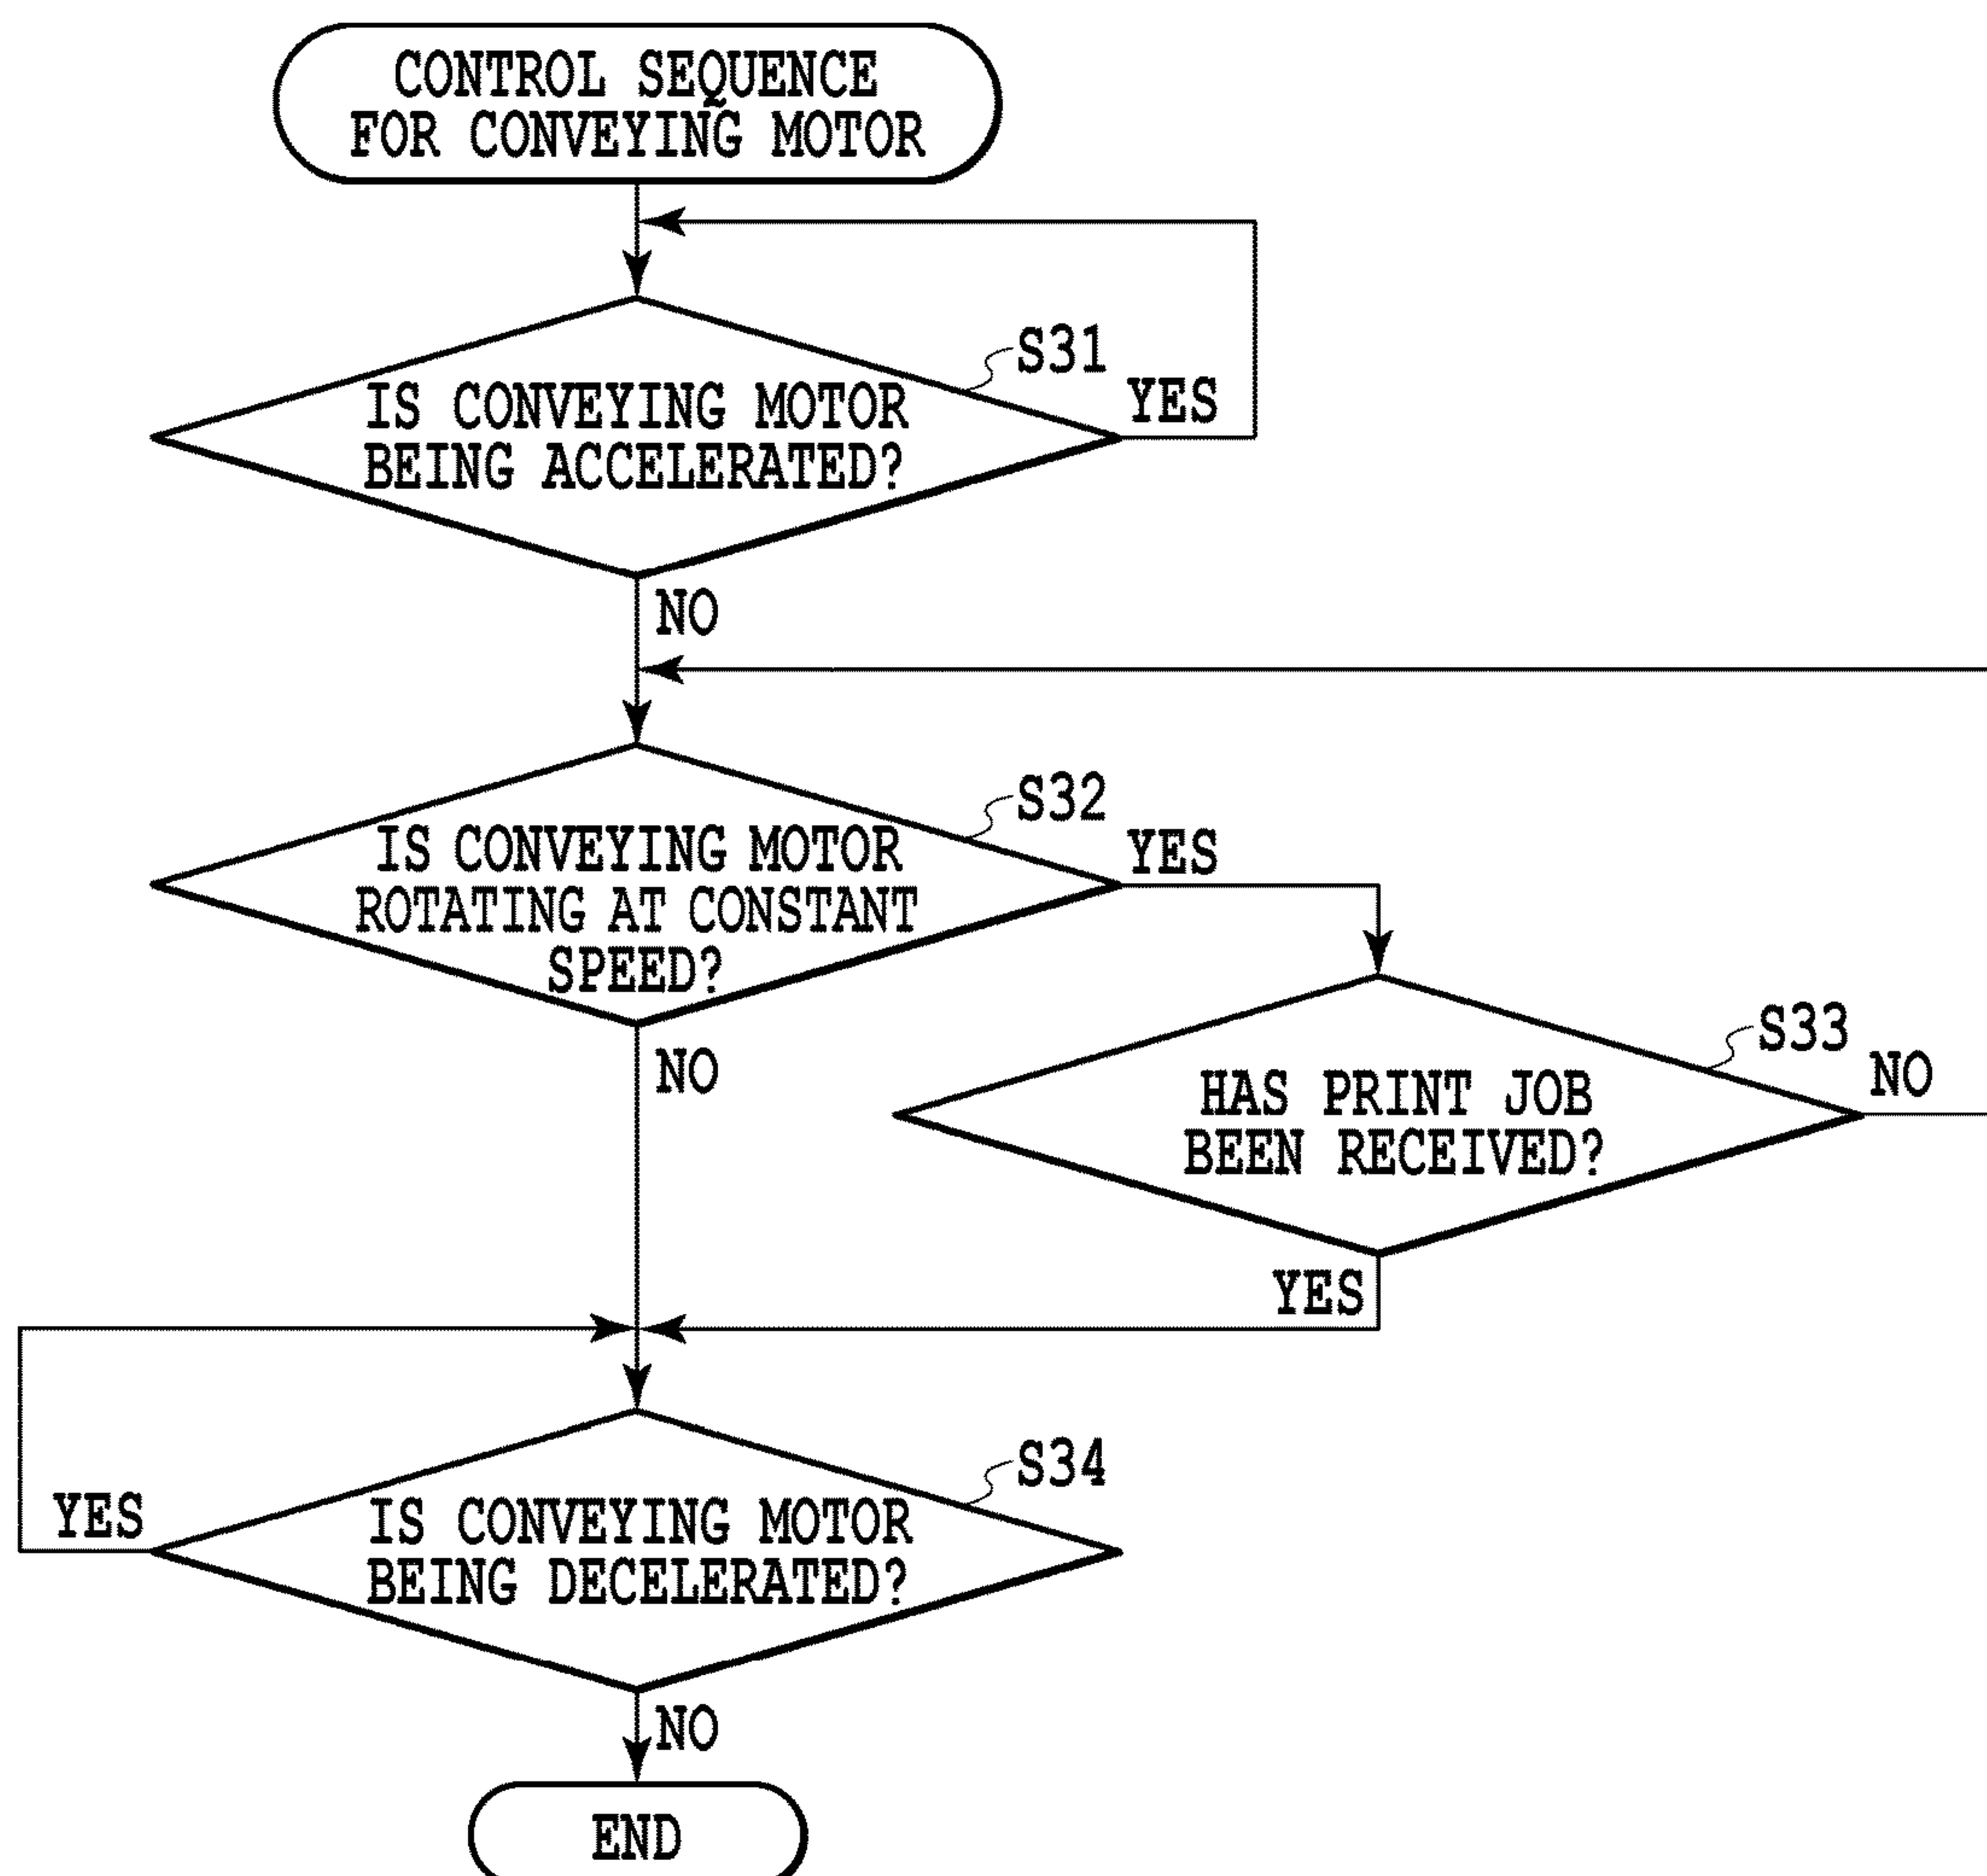 CONTROL SEQUENCE
FOR CONVEYING MOTOR
S31
YES
IS CONVEYING MOTOR
BEING ACCELERATED?
NO
S32
YES
IS CONVEYING MOTOR
ROTATING AT CONSTANT
SPEED?
NO
S33
NO
HAS PRINT JOB
BEEN RECEIVED?
YES
S34
YES
IS CONVEYING MOTOR
BEING DECELERATED?
NO
END